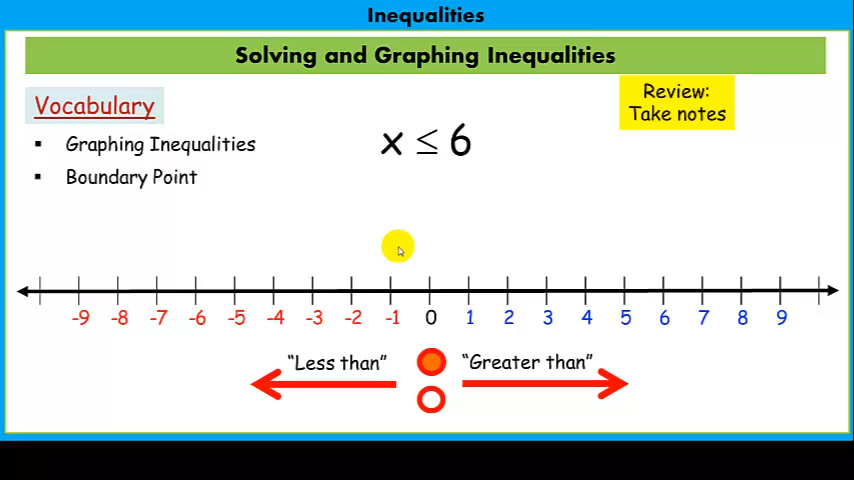 Inequalities
Solving and Graphing Inequalities
Vocabulary
Review:
Take notes
▪ Graphing Inequalities
▪ Boundary Point
x ≤ 6
-9 -8 -7 -6 -5 -4 -3 -2 -1 0 1 2 3 4 5 6 7 8 9
“Less than” “Greater than”